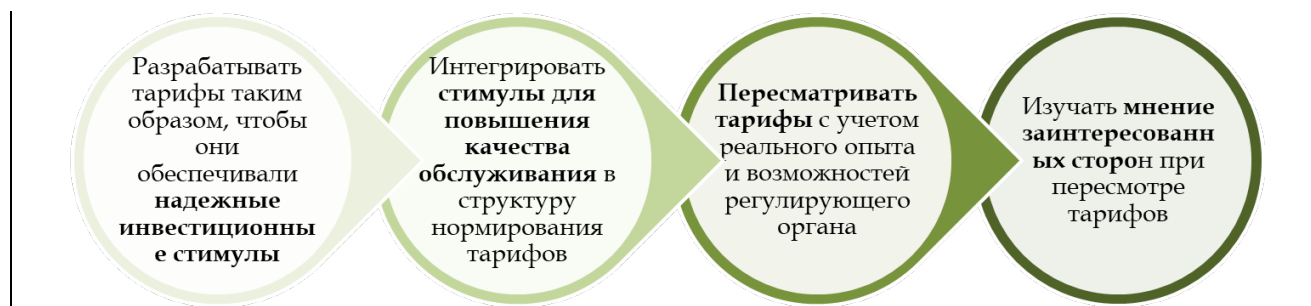 Разрабатывать
тарифы таким
образом, чтобы
они
обеспечивали
надежные
инвестиционны
е стимулы
Интегрировать
стимулы для
повышения
качества
обслуживания в
структуру
нормирования
тарифов
Пересматривать
тарифы с учетом
реального опыта
и возможностей
регулирующего
органа
Изучать мнение
заинтересованн
ых сторон при
пересмотре
тарифов